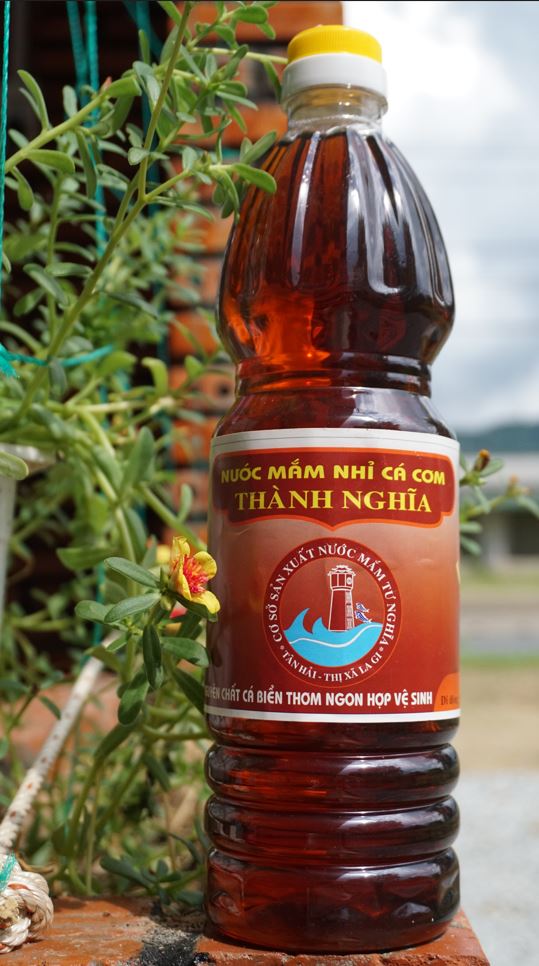 NƯỚC MẮM NHỈ CÁ CƠM
THÀNH NGHĨA
CƠ SỞ SẢN XUẤT NƯỚC MẮM TƯ NGHĨA
TÂN HẢI - THỊ XÃ LA GI
CHẤT CÁ BIỂN THƠM NGON HỢP VỆ SINH